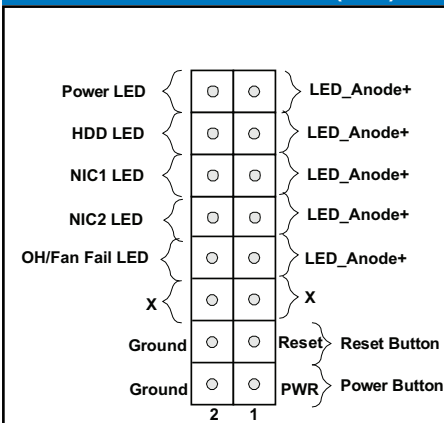 Power LED LED_Anode+
HDD LED LED_Anode+
NIC1 LED LED_Anode+
NIC2 LED LED_Anode+
OH/Fan Fail LED LED_Anode+
X X
Ground Reset Reset Button
Ground PWR Power Button
2 1